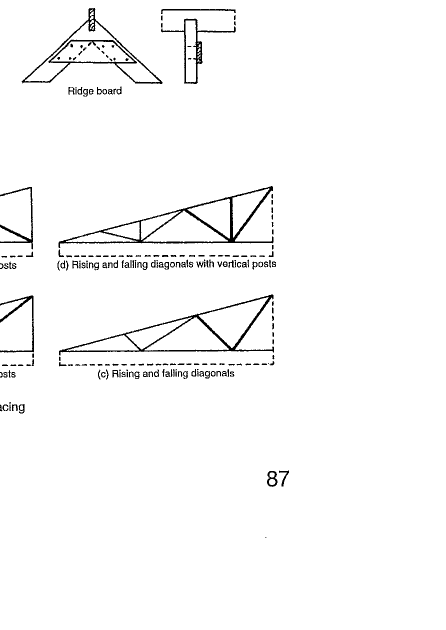 Ridge board
osts
(d) Rising and falling diagonals with vertical posts
osts
(c) Rising and falling diagonals
acing
87